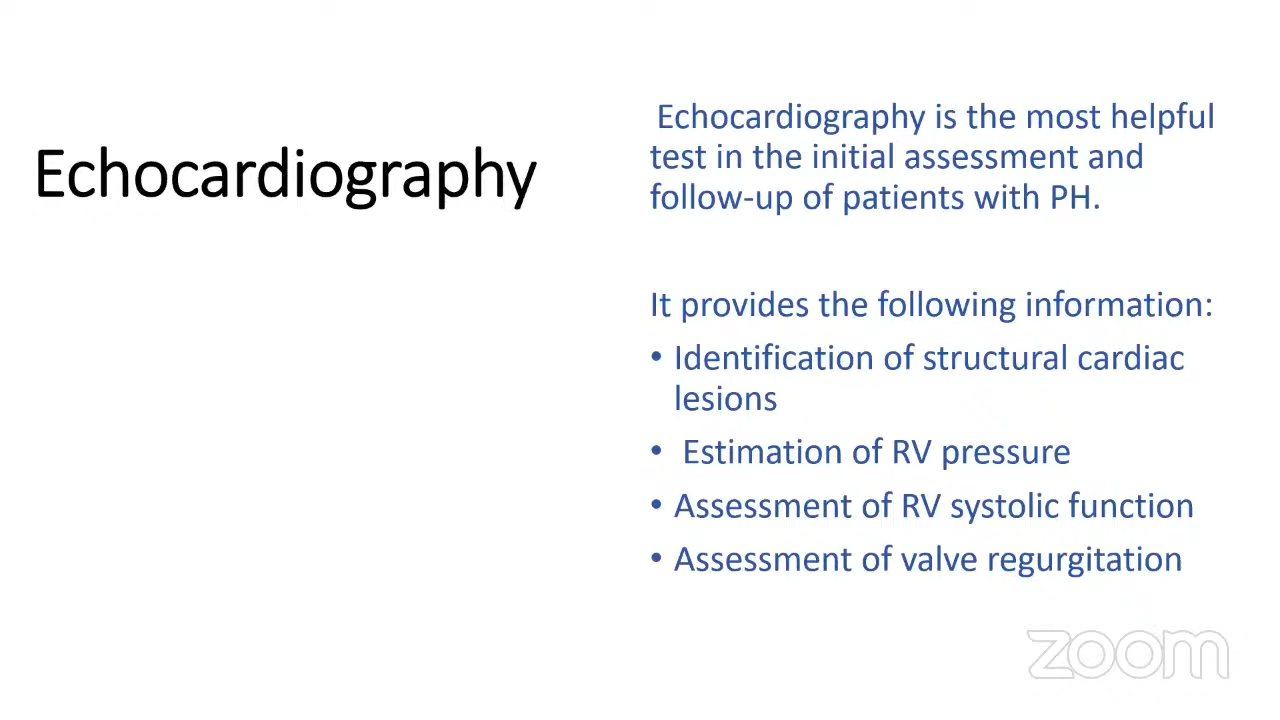 Echocardiography
Echocardiography is the most helpful
test in the initial assessment and
follow-up of patients with PH.
It provides the following information:
• Identification of structural cardiac
lesions
• Estimation of RV pressure
• Assessment of RV systolic function
• Assessment of valve regurgitation
zoom